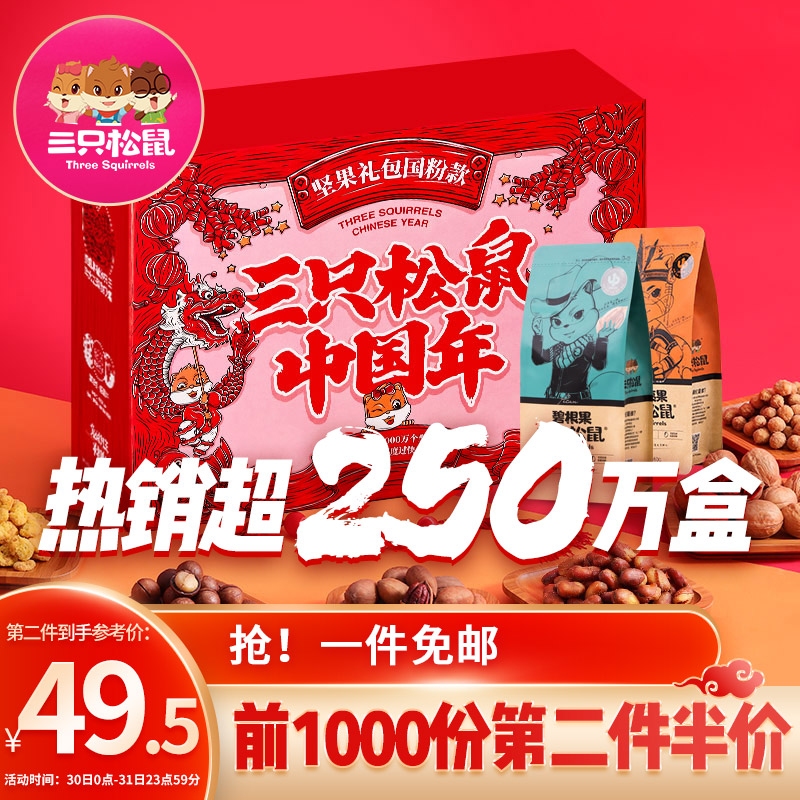 三只松鼠
Three Squirrels
坚果礼包国粉款
THREE SQUIRRELS
CHINESE YEAR
三只松鼠
中国年
碧根果
热销超250万盒
第二件到手参考价:
¥49.5
活动时间：30日0点-31日23点59分
抢！一件免邮
前1000份第二件半价